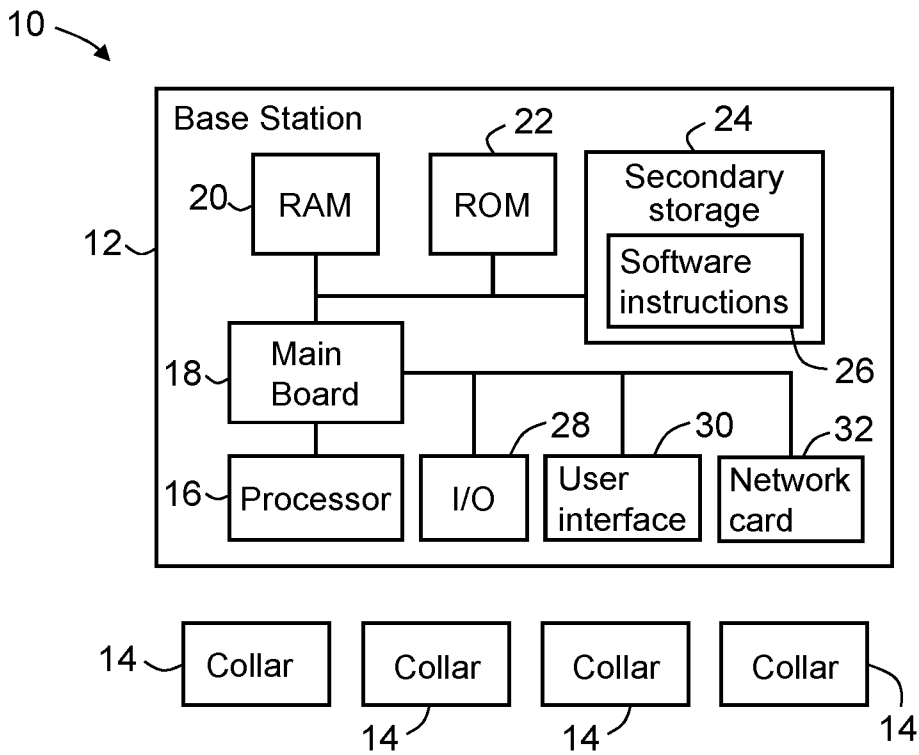 10
Base Station
22
24
20
RAM
ROM
Secondary
storage
12
Software
instructions
18
Main
Board
26
28
30
32
16
Processor
I/O
User
interface
Network
card
14
Collar
Collar
Collar
Collar
14
14
14